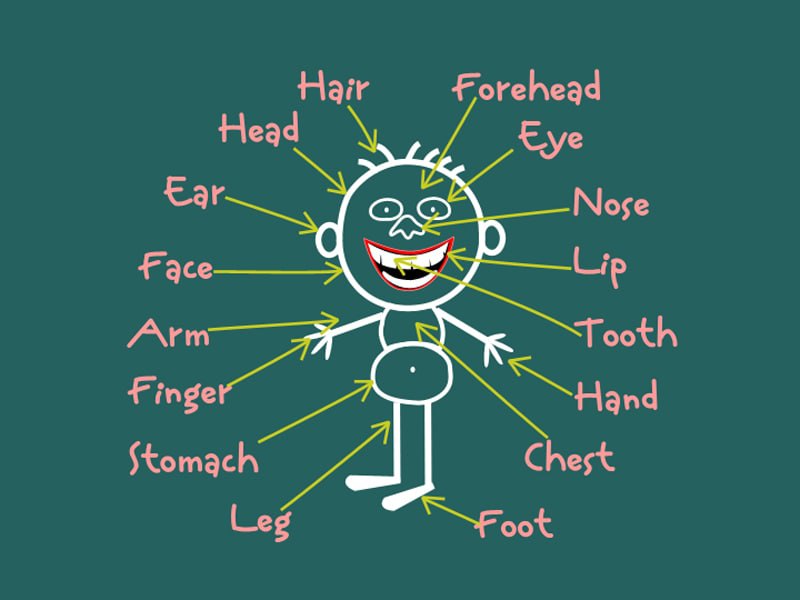 Hair
Forehead
Head
Eye
Ear
Nose
Face
Lip
Arm
Tooth
Finger
Hand
Stomach
Chest
Leg
Foot